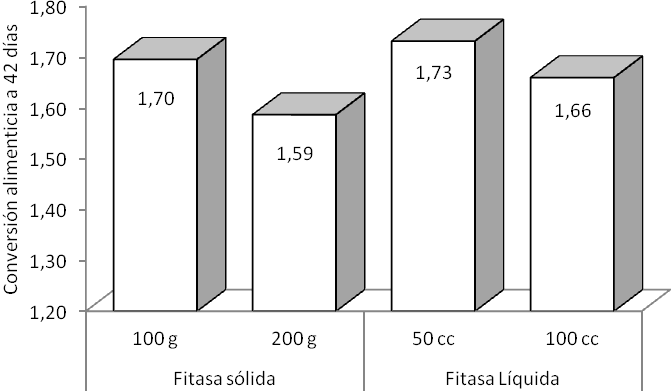 Conversión alimenticia a 42 días
1,80
1,70
1,60
1,50
1,40
1,30
1,20
1,70
1,59
1,73
1,66
100 g
200 g
50 cc
100 cc
Fitasa sólida
Fitasa Líquida